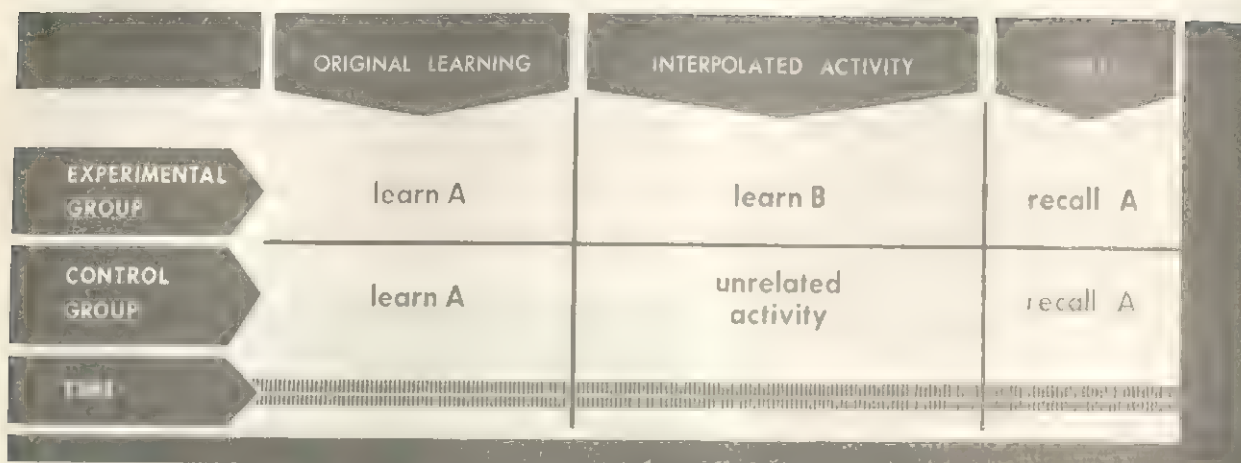 ORIGINAL LEARNING
INTERPOLATED ACTIVITY
EXPERIMENTAL
GROUP
learn A
learn B
recall A
CONTROL
GROUP
learn A
unrelated
activity
recall A